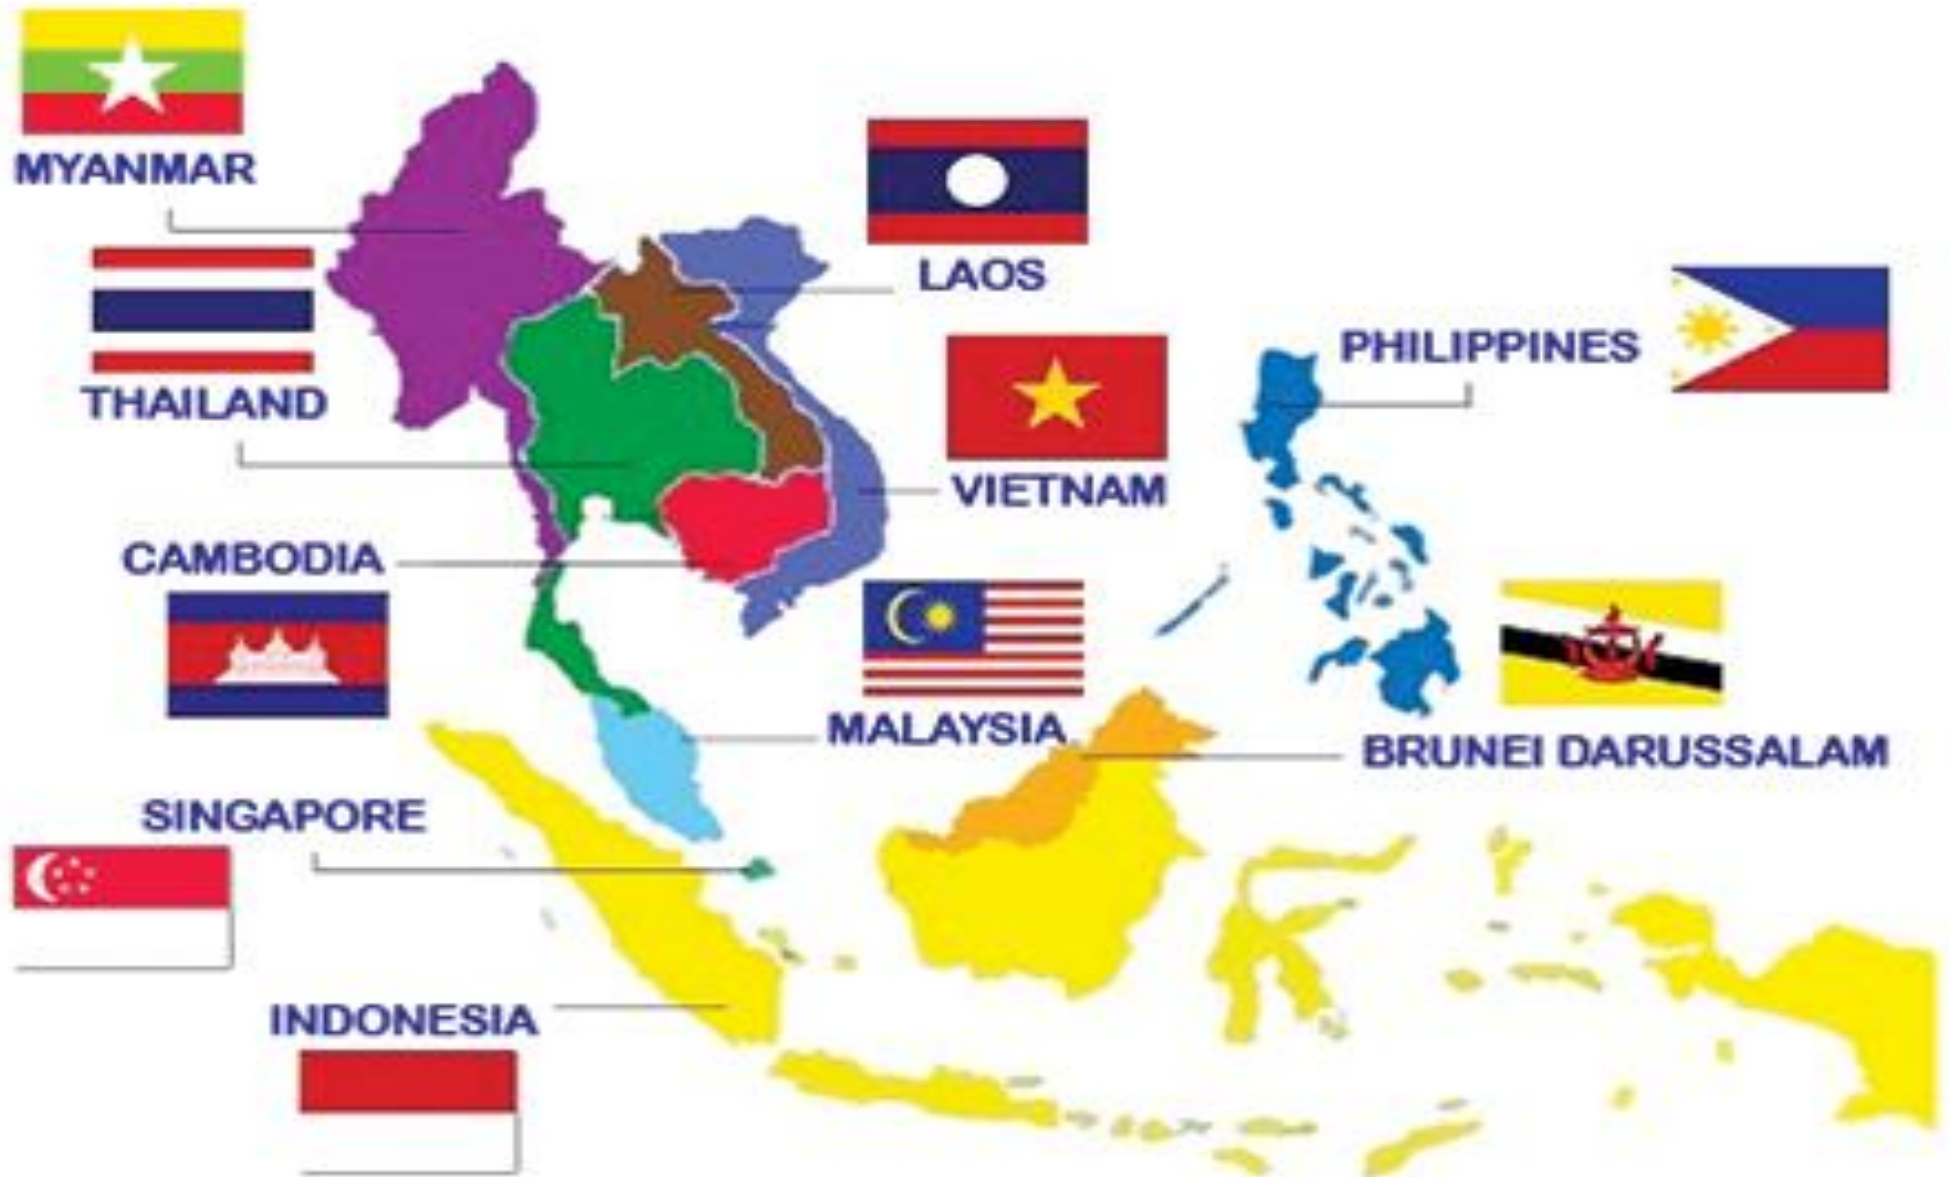 MYANMAR
LAOS
PHILIPPINES
THAILAND
VIETNAM
CAMBODIA
MALAYSIA
BRUNEI DARUSSALAM
SINGAPORE
INDONESIA